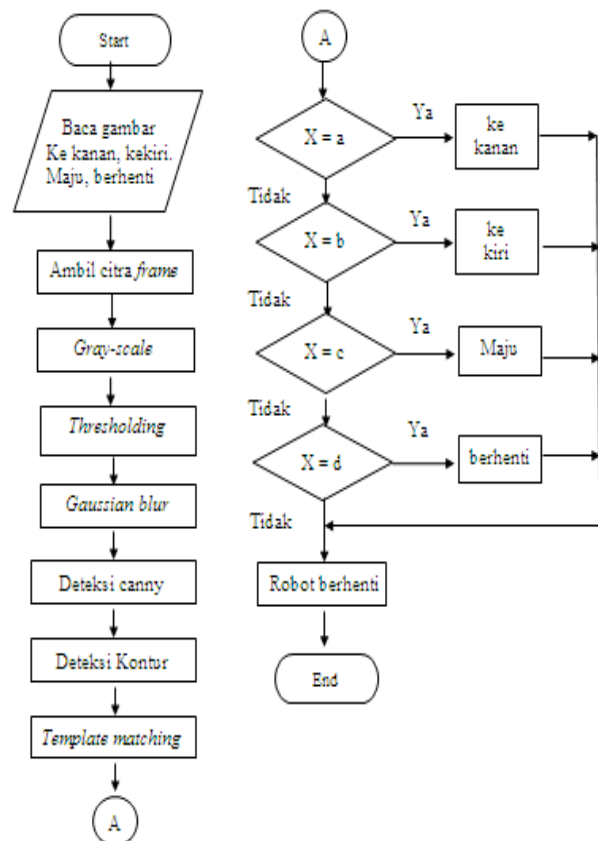 Start
Baca gambar
Ke kanan, kekiri.
Maju, berhenti
Ambil citra frame
Gray-scale
Thresholding
Gaussian blur
Deteksi canny
Deteksi Kontur
Template matching
A
A
X = a
Ya
ke
kanan
Tidak
X = b
Ya
ke
kiri
Tidak
X = c
Ya
Maju
Tidak
X = d
Ya
berhenti
Tidak
Robot berhenti
End